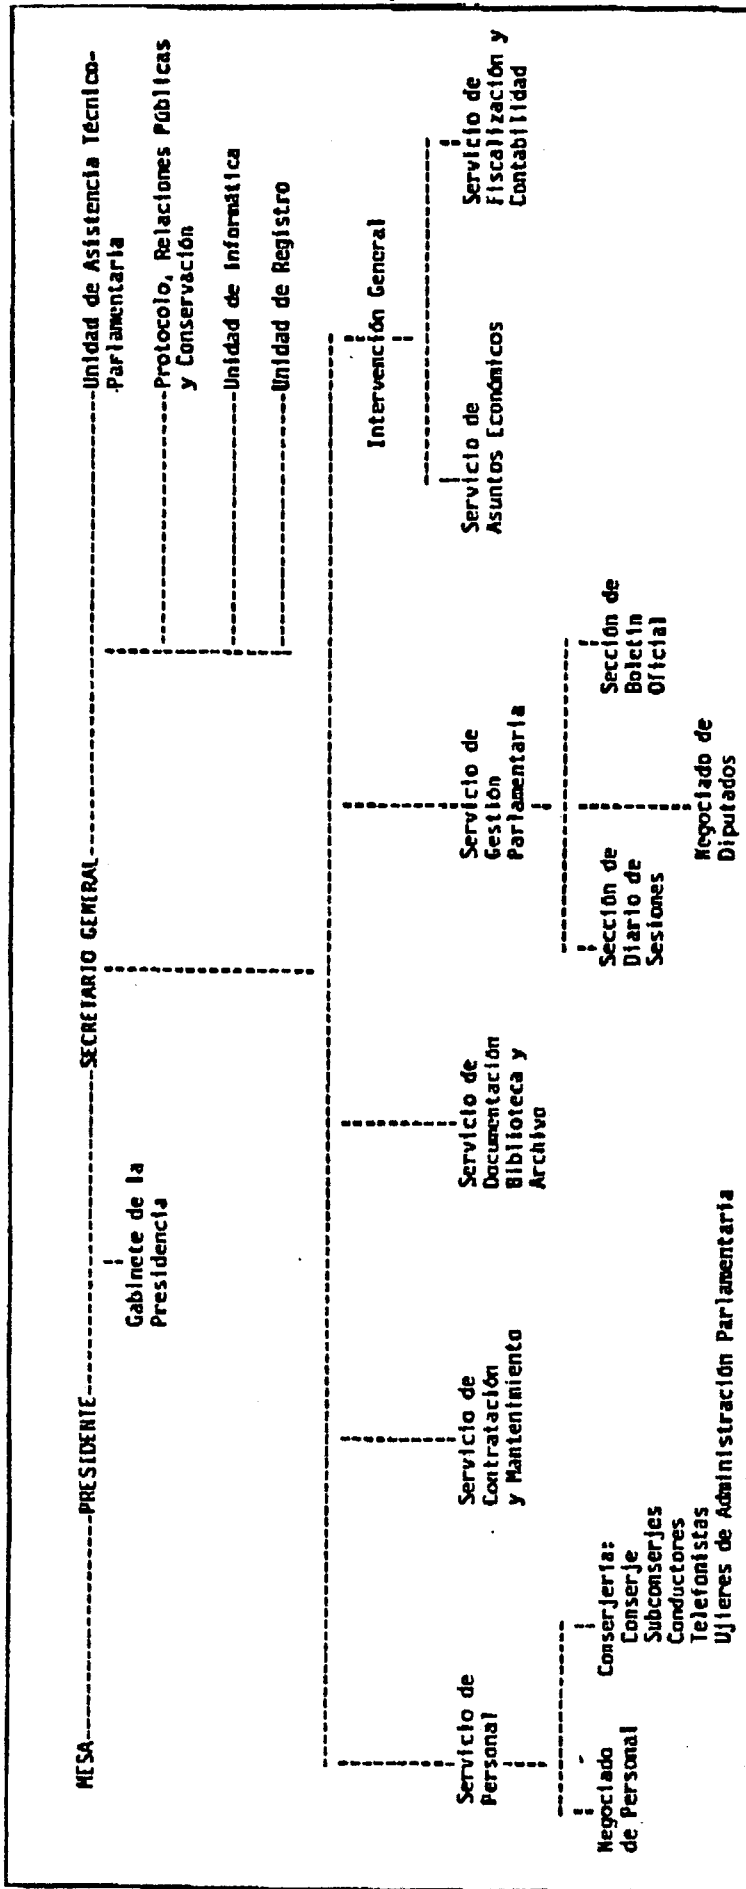 MESA-----------PRESIDENTE-----------SECRETARIO GENERAL-----------Unidad de Asistencia Técnico-
-Parlamentaria
Gabinete de la
Presidencia
Protocolo, Relaciones Públicas
y Conservación
Unidad de Informática
Unidad de Registro
Servicio de
Personal
Negociado
de Personal
Conserjería:
Conserje
Subconserjes
Conductores
Telefonistas
Ujieres de Administración Parlamentaria
Servicio de
Contratación
y Mantenimiento
Servicio de
Documentación
Biblioteca y
Archivo
Servicio de
Gestión
Parlamentaria
Sección de
Diario de
Sesiones
Negociado de
Diputados
Sección de
Boletín
Oficial
Intervención General
Servicio de
Asuntos Económicos
Servicio de
Fiscalización y
Contabilidad